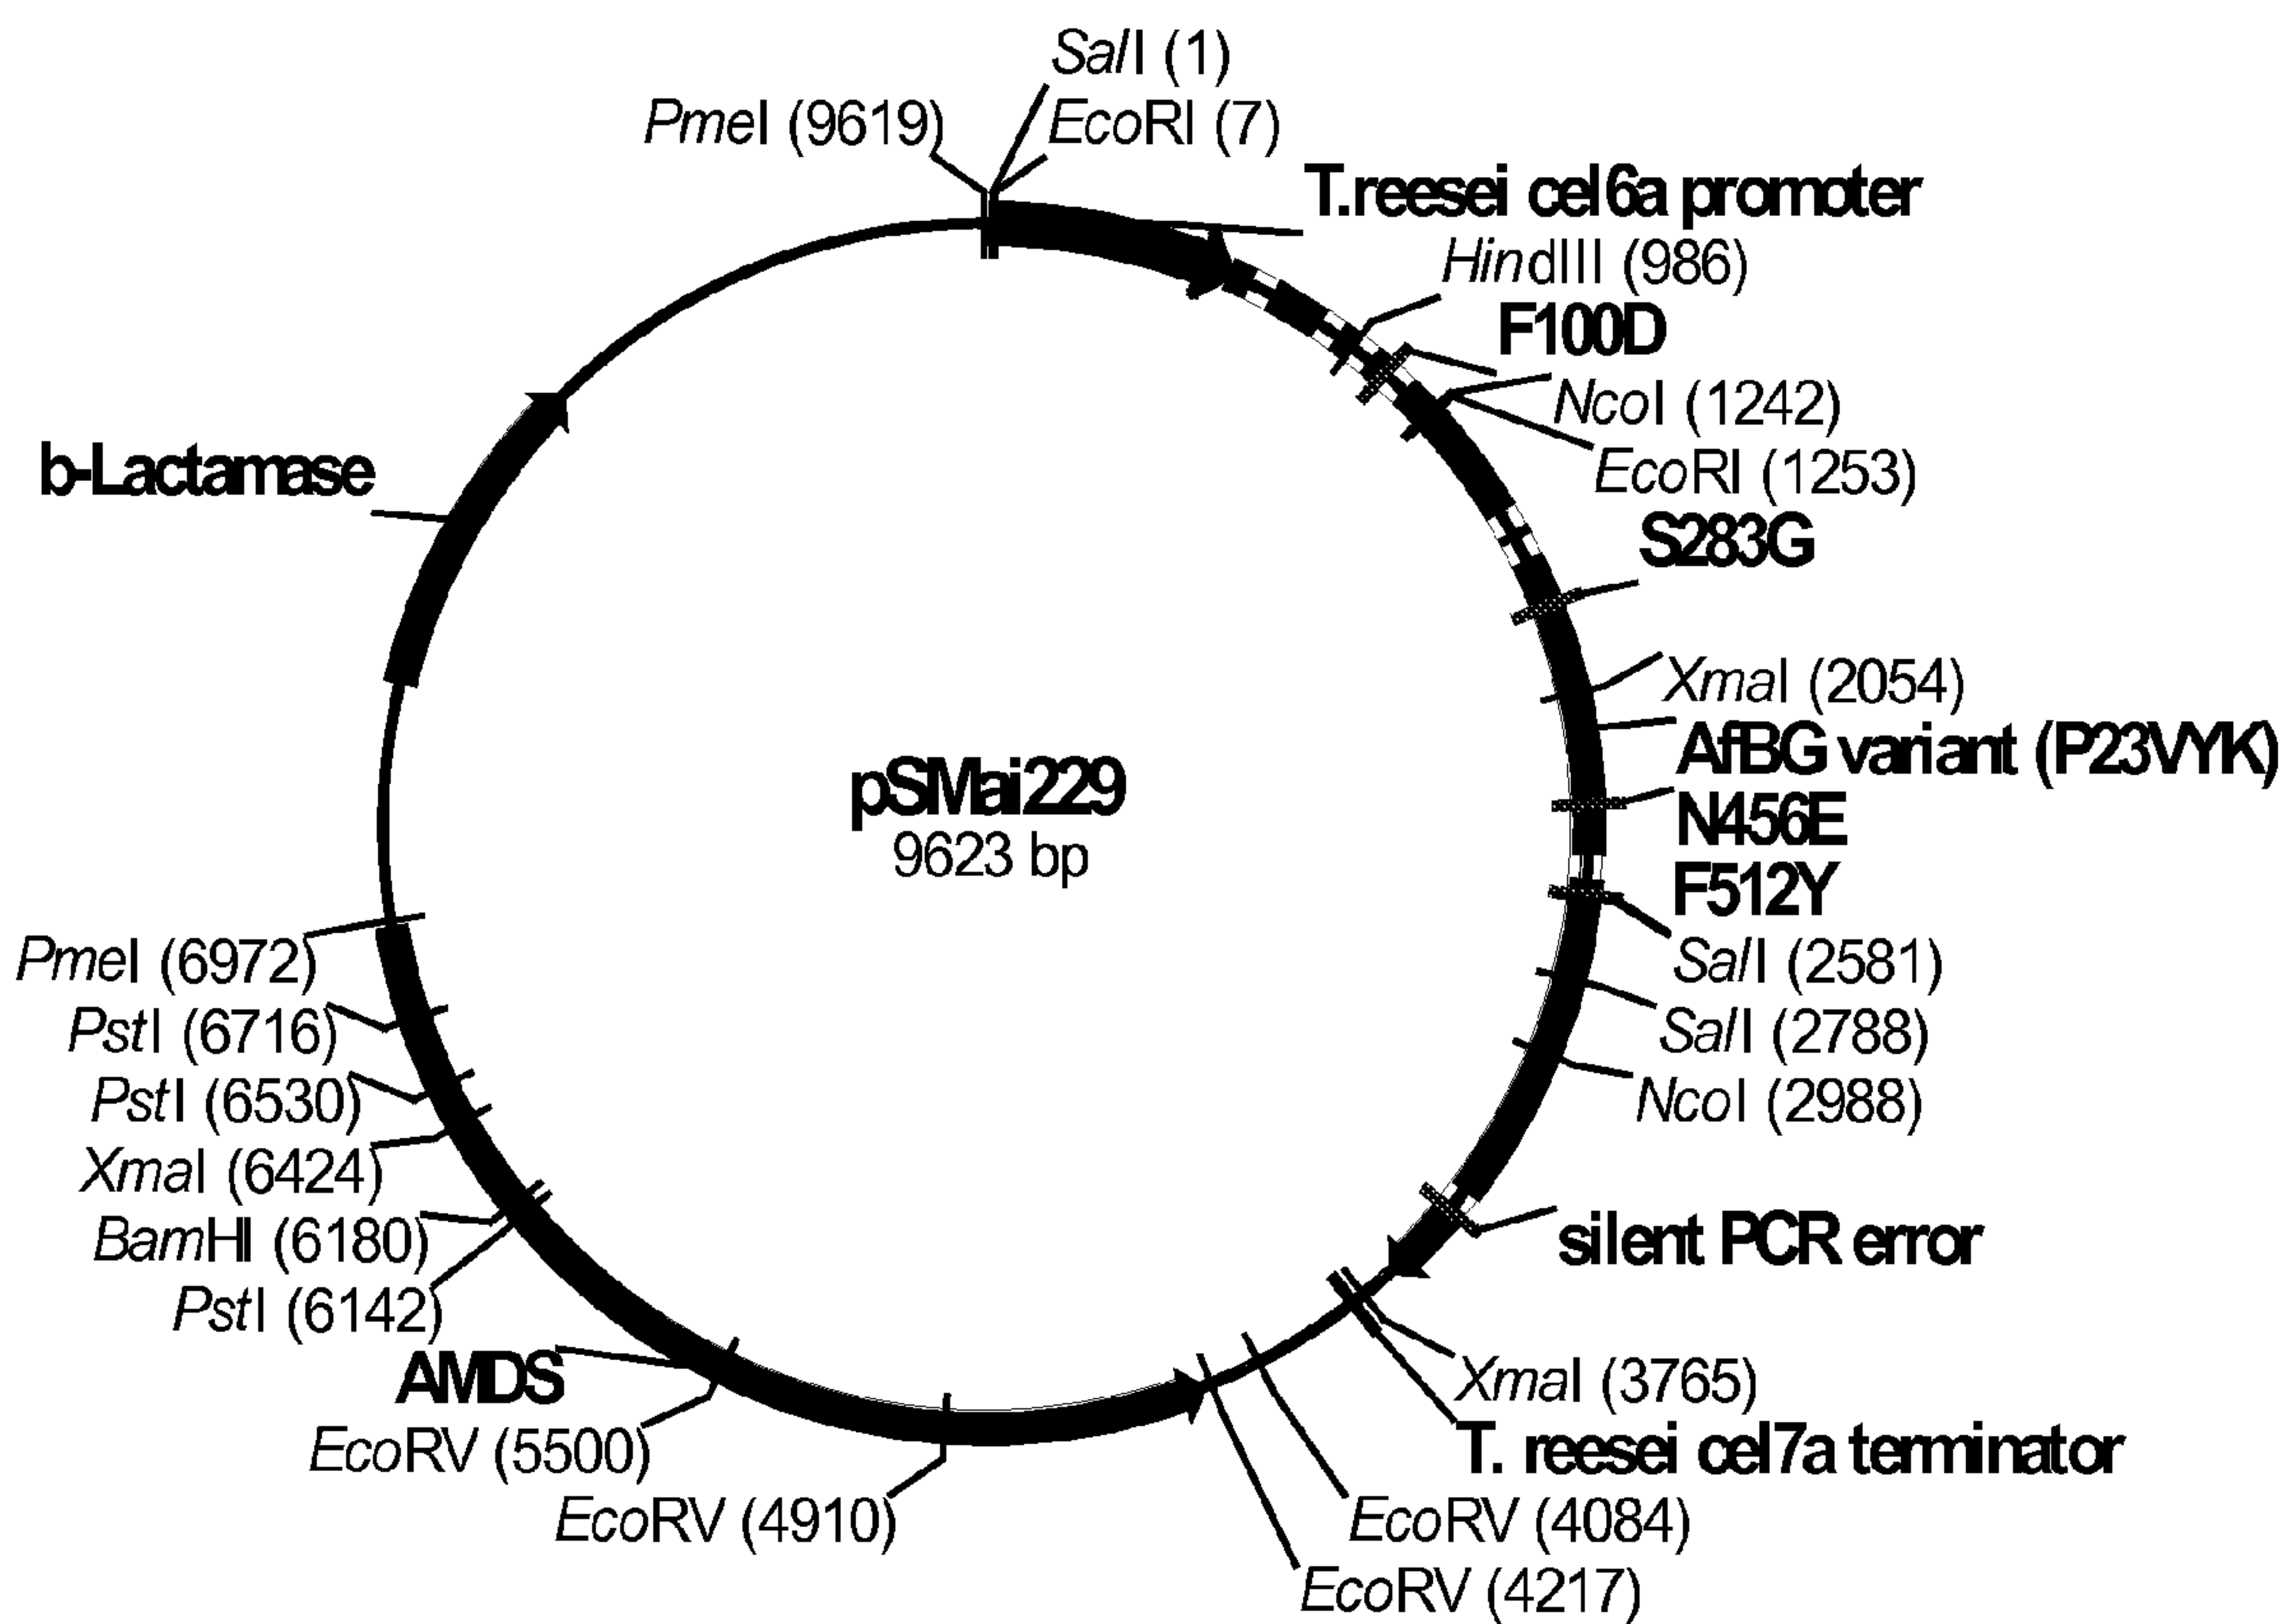 SalI (1)
PmeI (9619)
EcoRI (7)
T.reesei cel6a promoter
HindIII (986)
F100D
NcoI (1242)
EcoRI (1253)
S283G
XmaI (2054)
AfBG variant (P23VYK)
N456E
F512Y
SalI (2581)
SalI (2788)
NcoI (2988)
silent PCR error
XmaI (3765)
T. reesei cel7a terminator
EcoRV (4084)
EcoRV (4217)
EcoRV (4910)
EcoRV (5500)
AMDS
PstI (6142)
BamHI (6180)
XmaI (6424)
PstI (6530)
PstI (6716)
PmeI (6972)
b-Lactamase
pSMai229
9623 bp